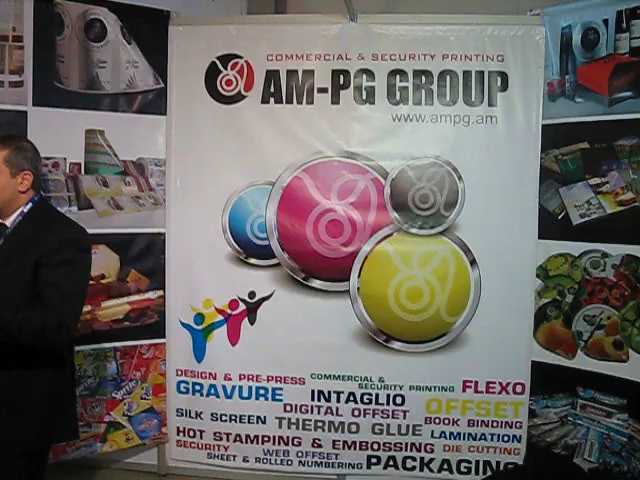 COMMERCIAL & SECURITY PRINTING
AM-PG GROUP
www.ampg.am
DESIGN & PRE-PRESS
COMMERCIAL &
SECURITY PRINTING
FLEXO
GRAVURE
INTAGLIO
OFFSET
DIGITAL OFFSET
SILK SCREEN
THERMO GLUE
BOOK BINDING
LAMINATION
HOT STAMPING & EMBOSSING
DIE CUTTING
SECURITY
WEB OFFSET
SHEET & ROLLED NUMBERING
PACKAGING
Sprite